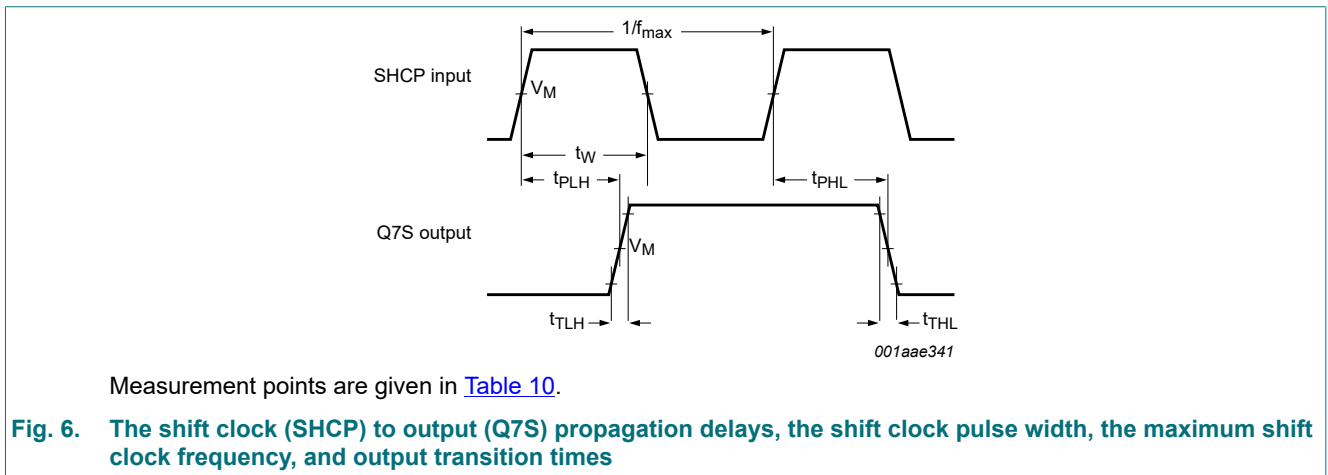 1/fmax
SHCP input
VM
tW
tPLH
tPHL
Q7S output
VM
tTLH
tTHL
001aae341
Measurement points are given in Table 10.
Fig. 6. The shift clock (SHCP) to output (Q7S) propagation delays, the shift clock pulse width, the maximum shift
clock frequency, and output transition times